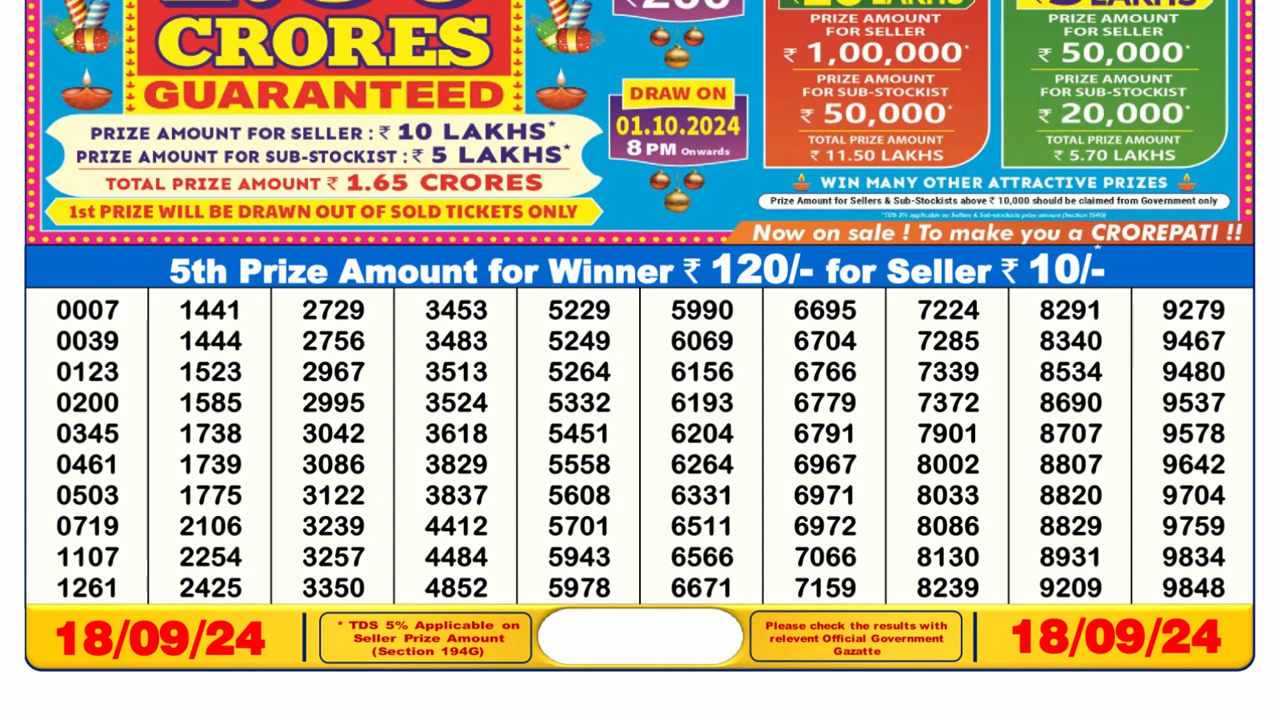 CRORES
GUARANTEED
PRIZE AMOUNT FOR SELLER : ₹ 10 LAKHS*
PRIZE AMOUNT FOR SUB-STOCKIST : ₹ 5 LAKHS*
TOTAL PRIZE AMOUNT ₹ 1.65 CRORES
1st PRIZE WILL BE DRAWN OUT OF SOLD TICKETS ONLY
DRAW ON
01.10.2024
8 PM Onwards
LAKHS
PRIZE AMOUNT
FOR SELLER
₹ 1,00,000*
PRIZE AMOUNT
FOR SUB-STOCKIST
₹ 50,000*
TOTAL PRIZE AMOUNT
₹ 11.50 LAKHS
LAKHS
PRIZE AMOUNT
FOR SELLER
₹ 50,000*
PRIZE AMOUNT
FOR SUB-STOCKIST
₹ 20,000*
TOTAL PRIZE AMOUNT
₹ 5.70 LAKHS
WIN MANY OTHER ATTRACTIVE PRIZES
Prize Amount for Sellers & Sub-Stockists above ₹ 10,000 should be claimed from Government only
Now on sale ! To make you a CROREPATI !!
5th Prize Amount for Winner ₹ 120/- for Seller ₹ 10/-*
0007 1441 2729 3453 5229 5990 6695 7224 8291 9279
0039 1444 2756 3483 5249 6069 6704 7285 8340 9467
0123 1523 2967 3513 5264 6156 6766 7339 8534 9480
0200 1585 2995 3524 5332 6193 6779 7372 8690 9537
0345 1738 3042 3618 5451 6204 6791 7901 8707 9578
0461 1739 3086 3829 5558 6264 6967 8002 8807 9642
0503 1775 3122 3837 5608 6331 6971 8033 8820 9704
0719 2106 3239 4412 5701 6511 6972 8086 8829 9759
1107 2254 3257 4484 5943 6566 7066 8130 8931 9834
1261 2425 3350 4852 5978 6671 7159 8239 9209 9848
18/09/24
* TDS 5% Applicable on
Seller Prize Amount
(Section 194G)
Please check the results with
relevent Official Government
Gazatte
18/09/24